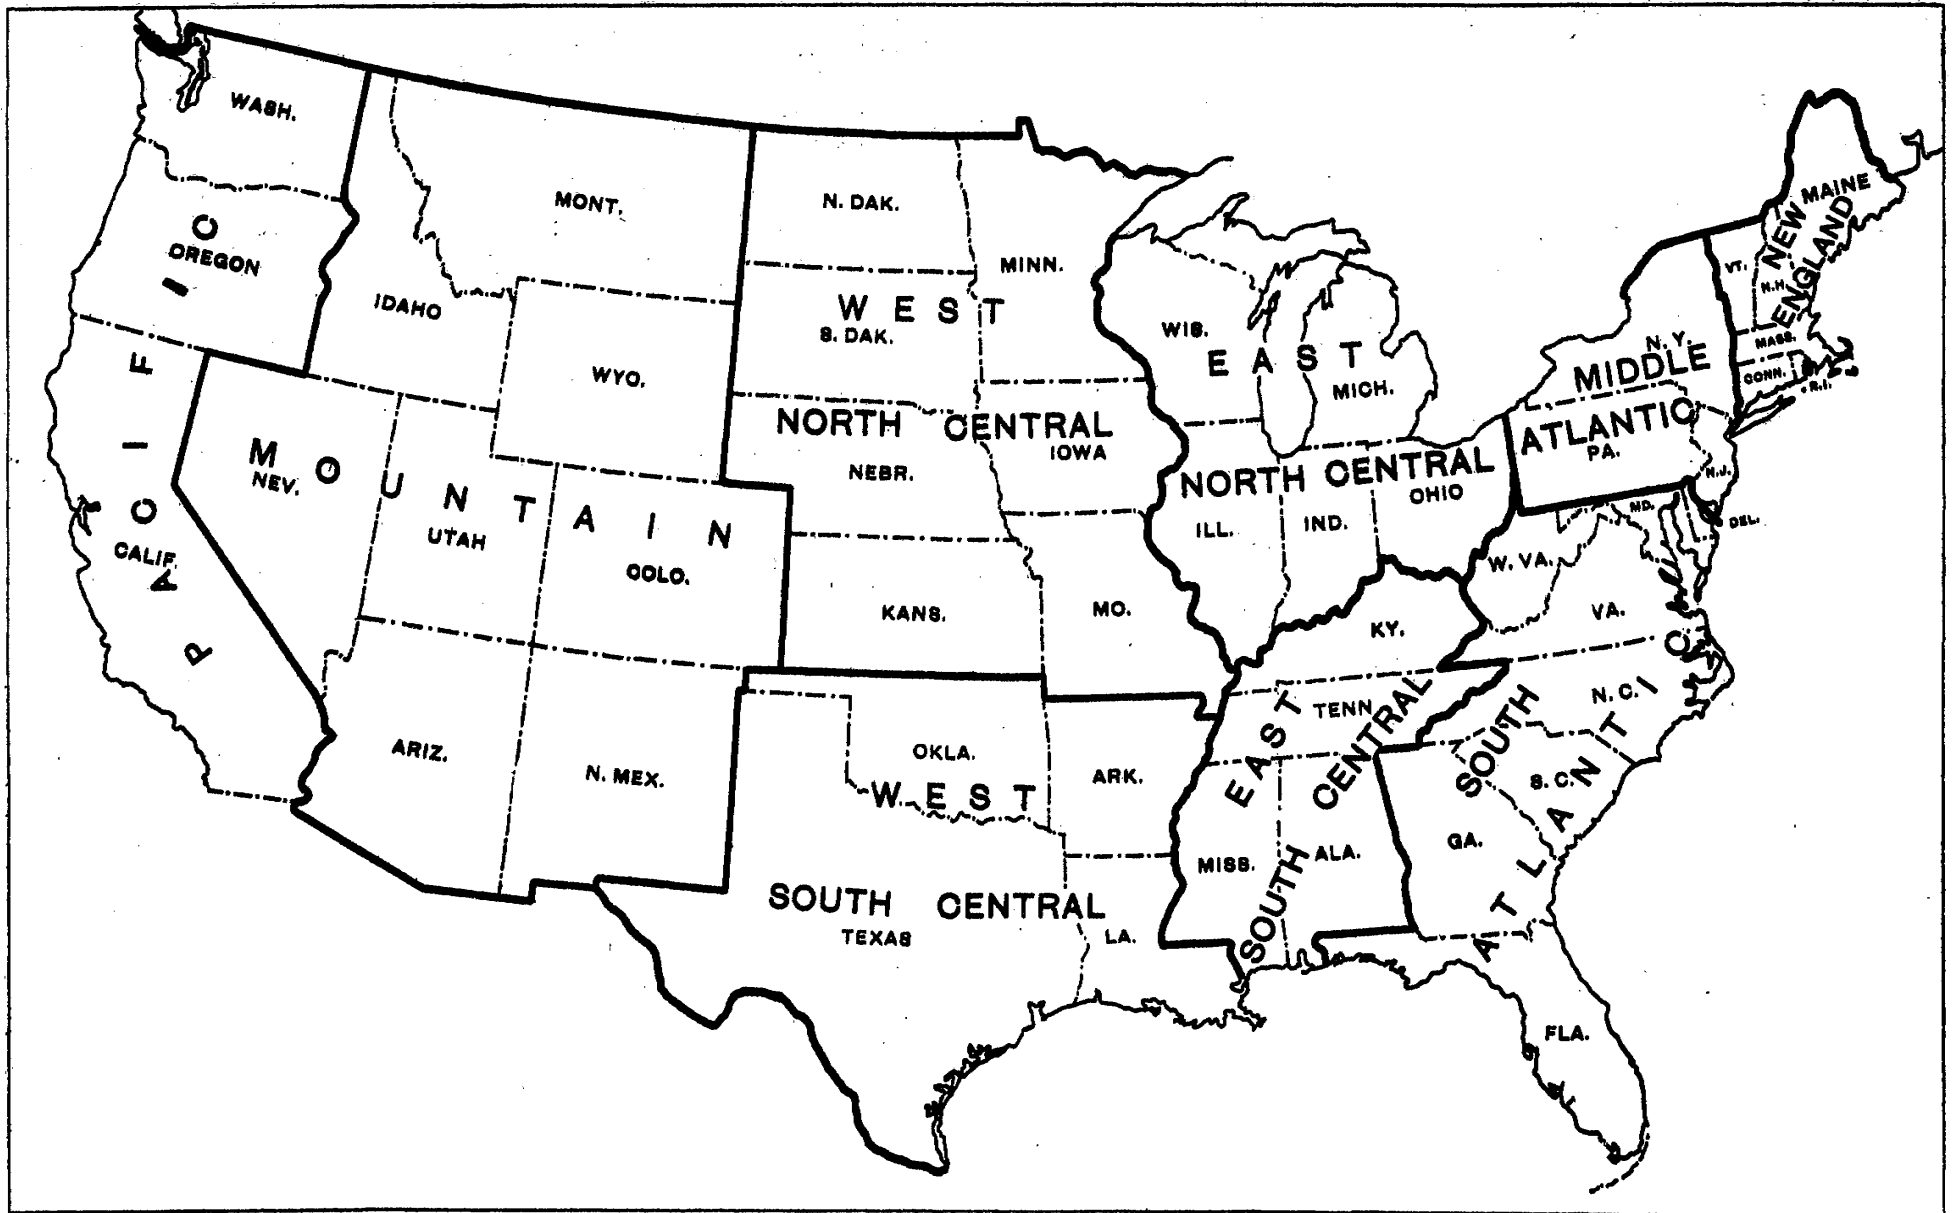 WASH.
OREGON
CALIF.
PACIFIC
IDAHO
MONT.
WYO.
NEV.
UTAH
COLO.
ARIZ.
N. MEX.
MOUNTAIN
N. DAK.
S. DAK.
NEBR.
KANS.
MINN.
IOWA
MO.
WEST
NORTH CENTRAL
WIS.
MICH.
ILL.
IND.
OHIO
EAST
NORTH CENTRAL
OKLA.
ARK.
TEXAS
LA.
WEST
SOUTH CENTRAL
KY.
TENN.
MISS.
ALA.
EAST
SOUTH CENTRAL
W. VA.
VA.
MD.
DEL.
N. C.
S. C.
GA.
FLA.
SOUTH
ATLANTIC
N. Y.
PA.
N. J.
MIDDLE
ATLANTIC
MAINE
VT.
N. H.
MASS.
CONN.
R. I.
NEW
ENGLAND